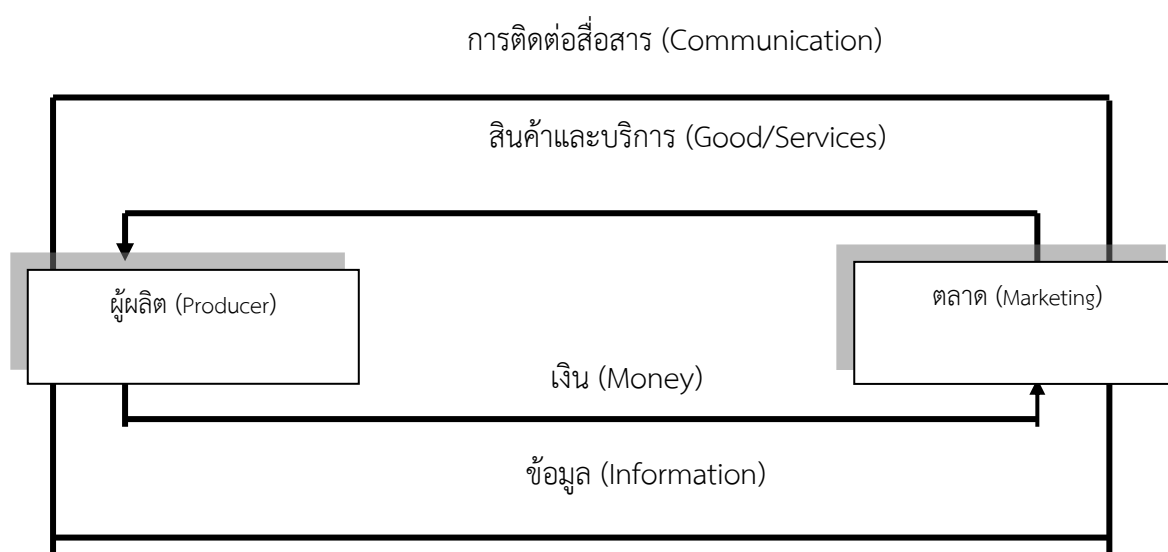 การติดต่อสื่อสาร (Communication)
สินค้าและบริการ (Good/Services)
ผู้ผลิต (Producer)
ตลาด (Marketing)
เงิน (Money)
ข้อมูล (Information)